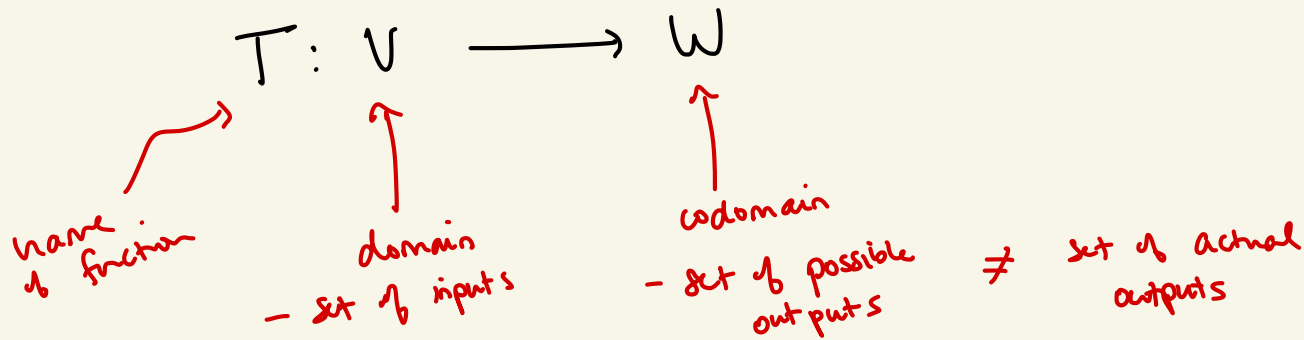 T: V → W
name
of function
domain
- set of inputs
codomain
- set of possible
outputs
≠
set of actual
outputs